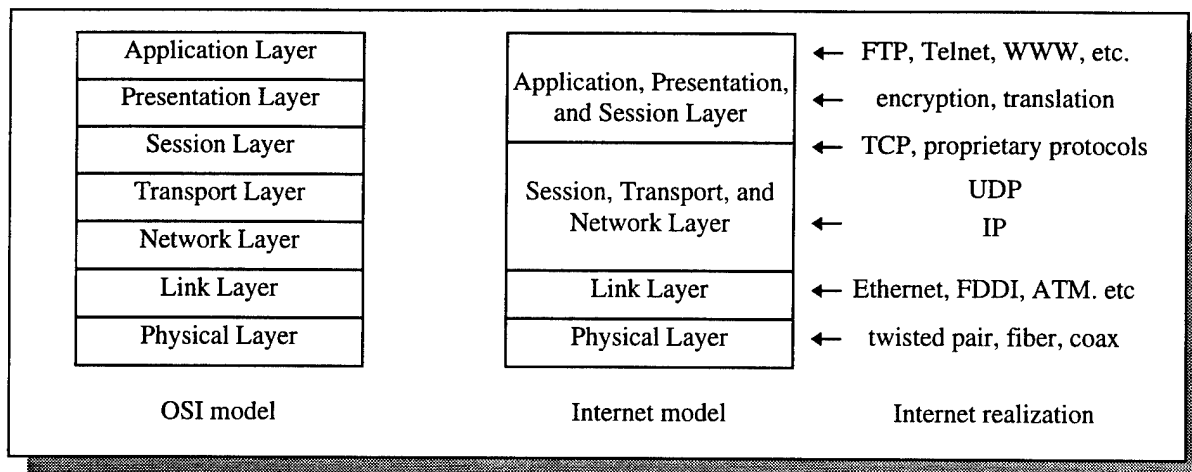 Application Layer
Presentation Layer
Session Layer
Transport Layer
Network Layer
Link Layer
Physical Layer
OSI model
Application, Presentation,
and Session Layer
Session, Transport, and
Network Layer
Link Layer
Physical Layer
Internet model
← FTP, Telnet, WWW, etc.
← encryption, translation
← TCP, proprietary protocols
UDP
← IP
← Ethernet, FDDI, ATM. etc
← twisted pair, fiber, coax
Internet realization